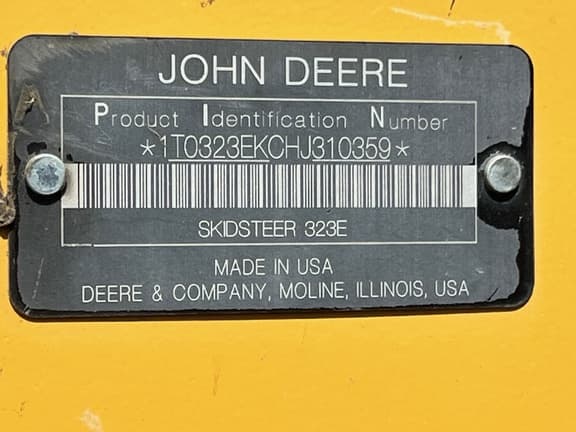 JOHN DEERE
Product Identification Number
*1T0323EKCHJ310359*
SKIDSTEER 323E
MADE IN USA
DEERE & COMPANY, MOLINE, ILLINOIS, USA